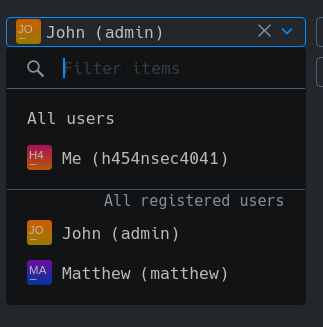 JO John (admin)
Filter items
All users
H4 Me (h454nsec4041)
All registered users
JO John (admin)
MA Matthew (matthew)